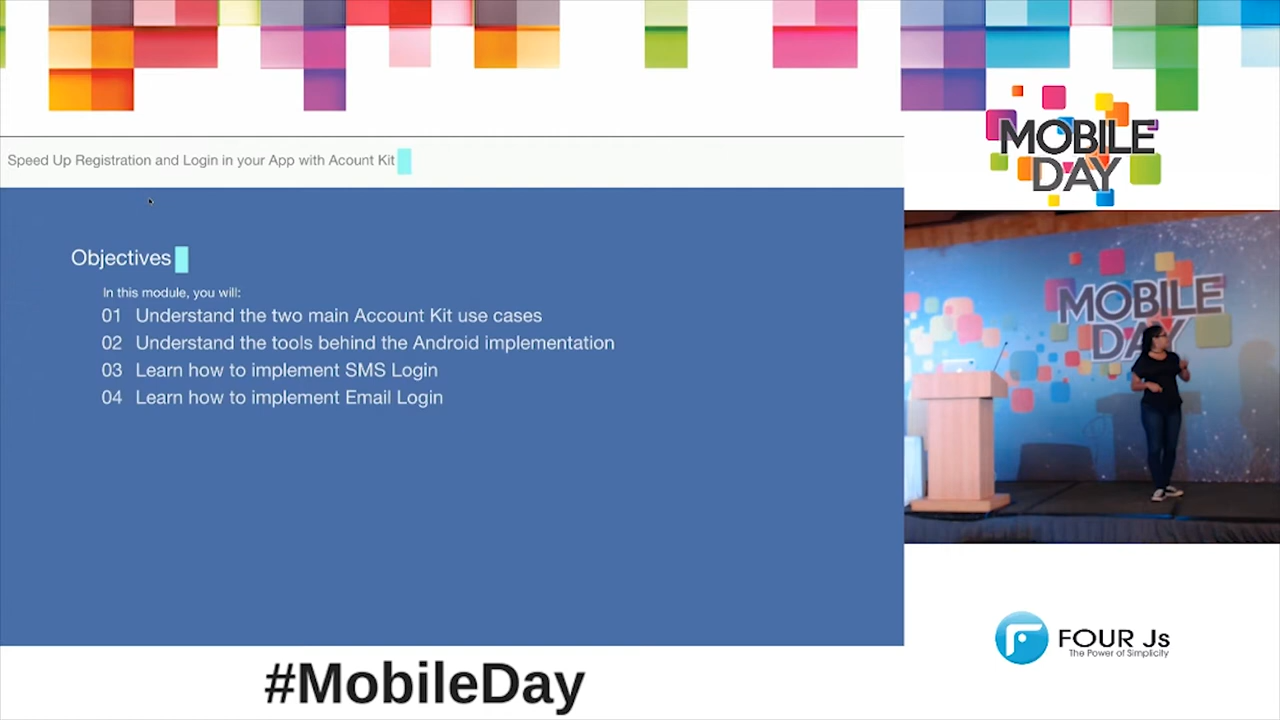 Speed Up Registration and Login in your App with Acount Kit
Objectives
In this module, you will:
01 Understand the two main Account Kit use cases
02 Understand the tools behind the Android implementation
03 Learn how to implement SMS Login
04 Learn how to implement Email Login
MOBILE
DAY
MOBILE
DAY
FOUR Js
The Power of Simplicity
#MobileDay